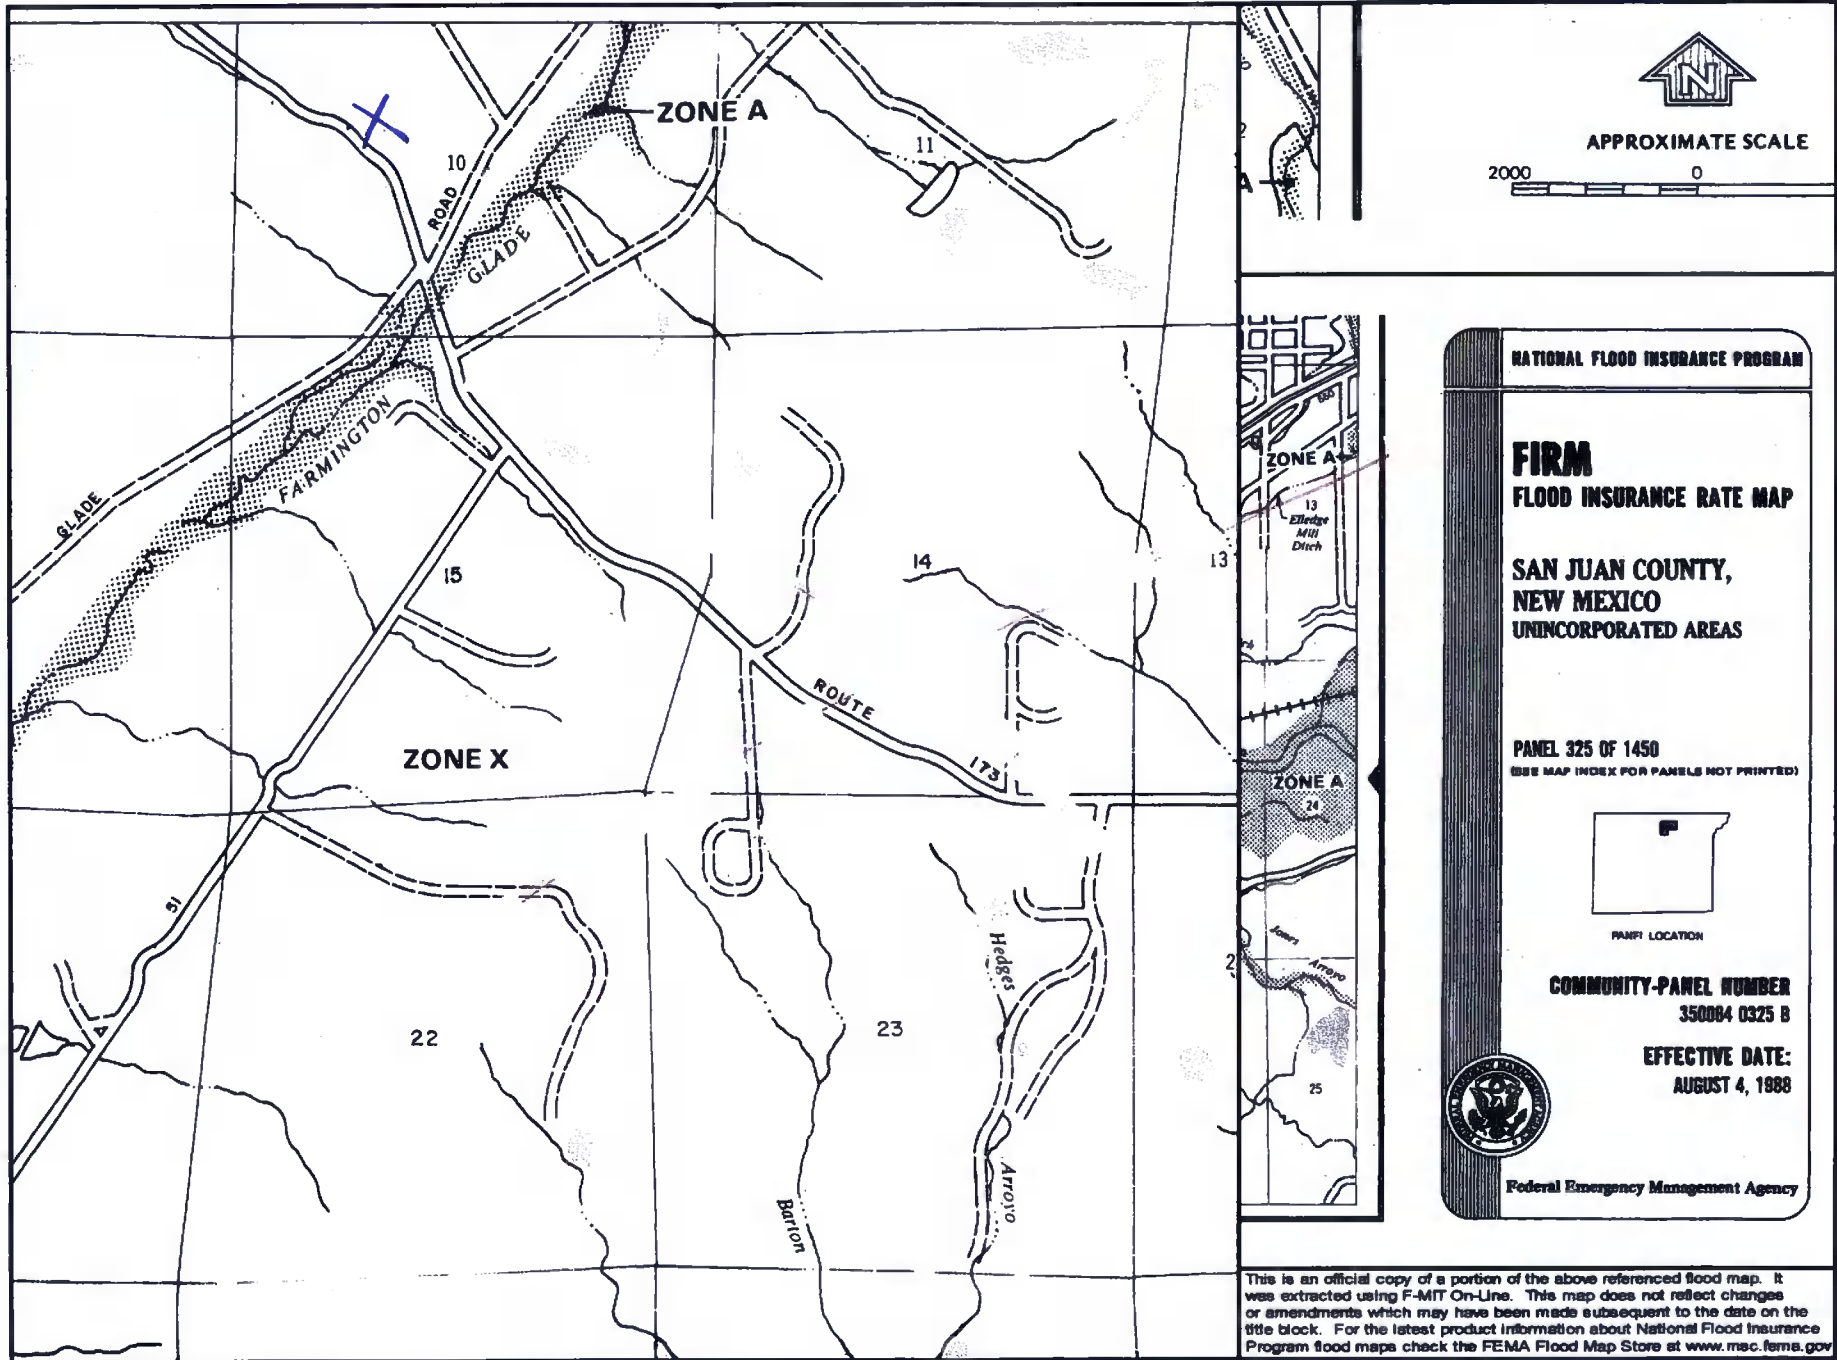 ZONE A
10
11
ROAD
GLADE
FARMINGTON
GLADE
15
14
13
ZONE X
ROUTE
173
51
22
23
2
Hedges
Arroyo
Barton
A
ZONE A
13
Elledge
Mill
Ditch
ZONE A
24
Jones
Arroyo
25
N
APPROXIMATE SCALE
2000 0
NATIONAL FLOOD INSURANCE PROGRAM
FIRM
FLOOD INSURANCE RATE MAP
SAN JUAN COUNTY,
NEW MEXICO
UNINCORPORATED AREAS
PANEL 325 OF 1450
(SEE MAP INDEX FOR PANELS NOT PRINTED)
PANEL LOCATION
COMMUNITY-PANEL NUMBER
350064 0325 B
EFFECTIVE DATE:
AUGUST 4, 1988
Federal Emergency Management Agency
This is an official copy of a portion of the above referenced flood map. It
was extracted using F-MIT On-Line. This map does not reflect changes
or amendments which may have been made subsequent to the date on the
title block. For the latest product information about National Flood Insurance
Program flood maps check the FEMA Flood Map Store at www.msc.fema.gov